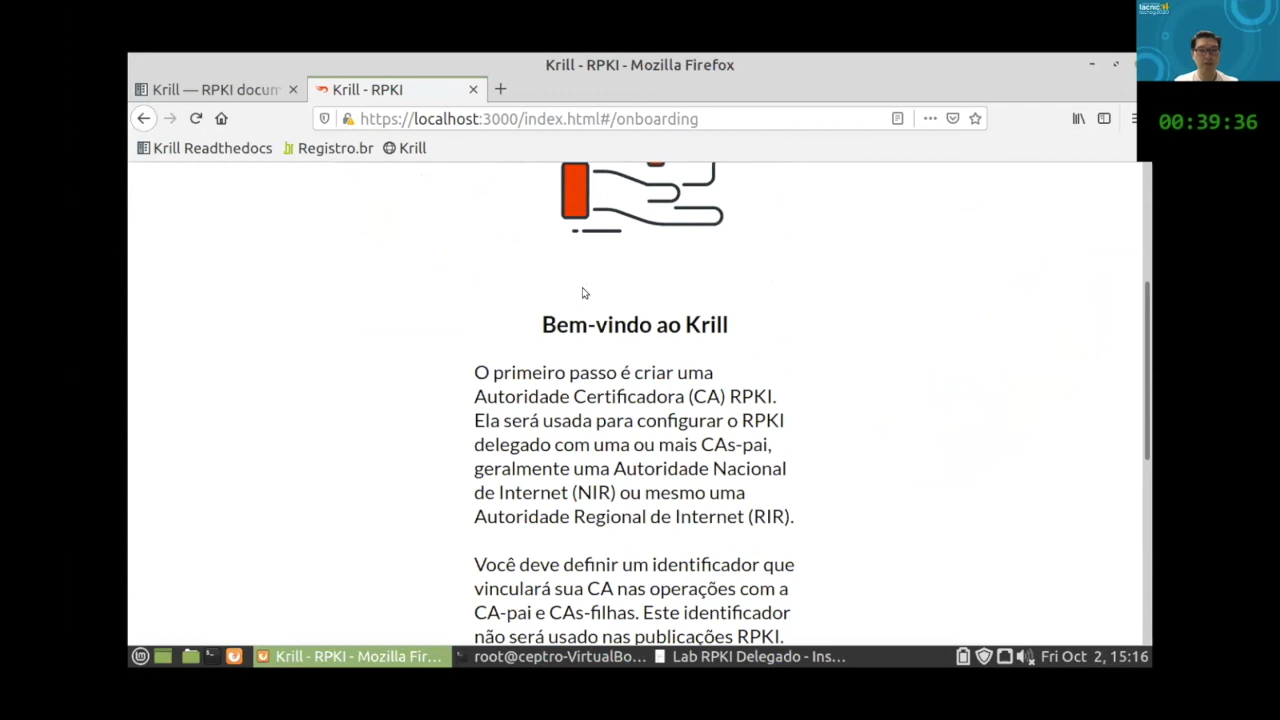 lacnic
Krill - RPKI - Mozilla Firefox
Krill — RPKI docum
Krill - RPKI
00:39:36
https://localhost:3000/index.html#/onboarding
Krill Readthedocs
Registro.br
Krill
Bem-vindo ao Krill
O primeiro passo é criar uma
Autoridade Certificadora (CA) RPKI.
Ela será usada para configurar o RPKI
delegado com uma ou mais CAs-pai,
geralmente uma Autoridade Nacional
de Internet (NIR) ou mesmo uma
Autoridade Regional de Internet (RIR).
Você deve definir um identificador que
vinculará sua CA nas operações com a
CA-pai e CAs-filhas. Este identificador
não será usado nas publicações RPKI.
Krill - RPKI - Mozilla Fir...
root@ceptro-VirtualBo...
Lab RPKI Delegado - Ins...
Fri Oct 2, 15:16